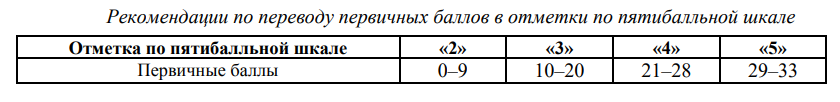 Рекомендации по переводу первичных баллов в отметки по пятибалльной шкале
Отметка по пятибалльной шкале «2» «3» «4» «5»
Первичные баллы 0–9 10–20 21–28 29–33